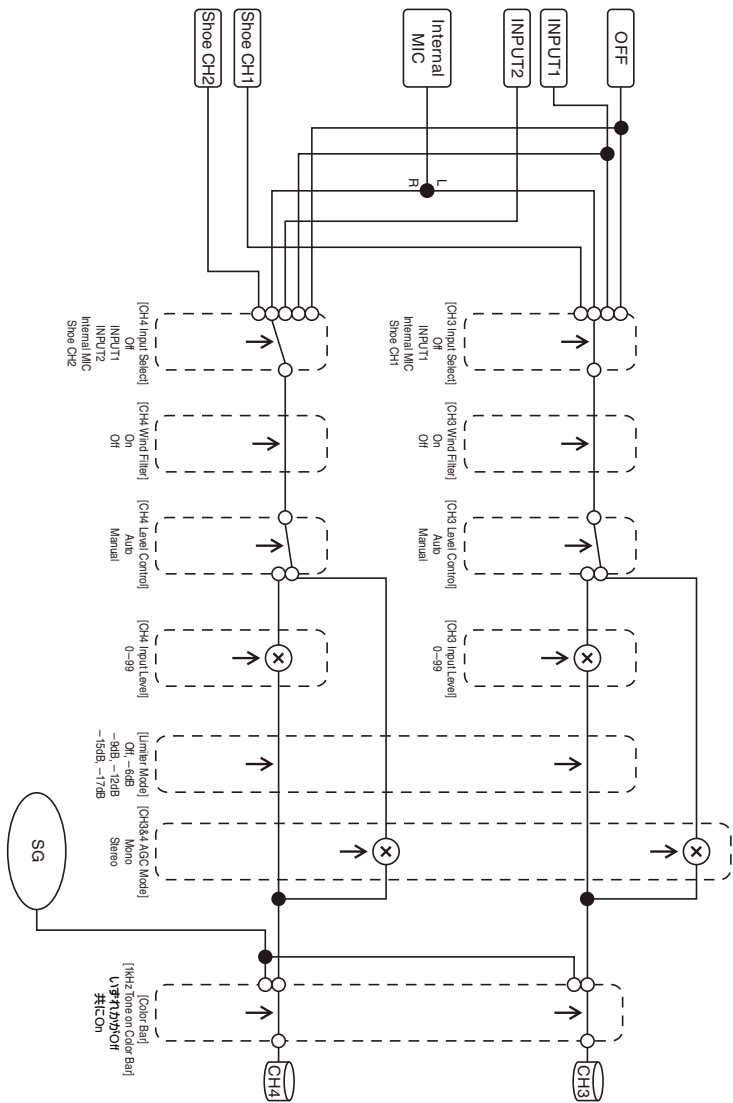 OFF
INPUT1
INPUT2
Internal
MIC
L
R
Shoe CH1
Shoe CH2
[CH3 Input Select]
Off
INPUT1
Internal MIC
Shoe CH1
[CH3 Wind Filter]
On
Off
[CH3 Level Control]
Auto
Manual
[CH3 Input Level]
0–99
CH3
[CH4 Input Select]
Off
INPUT1
INPUT2
Internal MIC
Shoe CH2
[CH4 Wind Filter]
On
Off
[CH4 Level Control]
Auto
Manual
[CH4 Input Level]
0–99
[Limiter Mode]
Off, −6dB
−9dB, −12dB
−15dB, −17dB
[CH3&4 AGC Mode]
Mono
Stereo
[Color Bar]
[1kHz Tone on Color Bar]
いずれかがOff
共にOn
CH4
SG